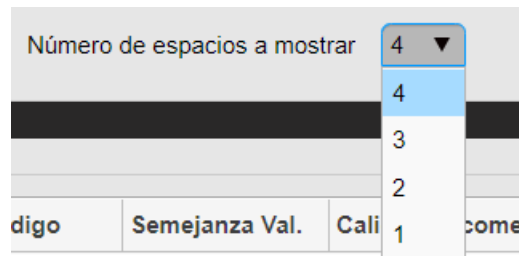 Número de espacios a mostrar 4 ▼
4
3
2
1
digo Semejanza Val. Cali come